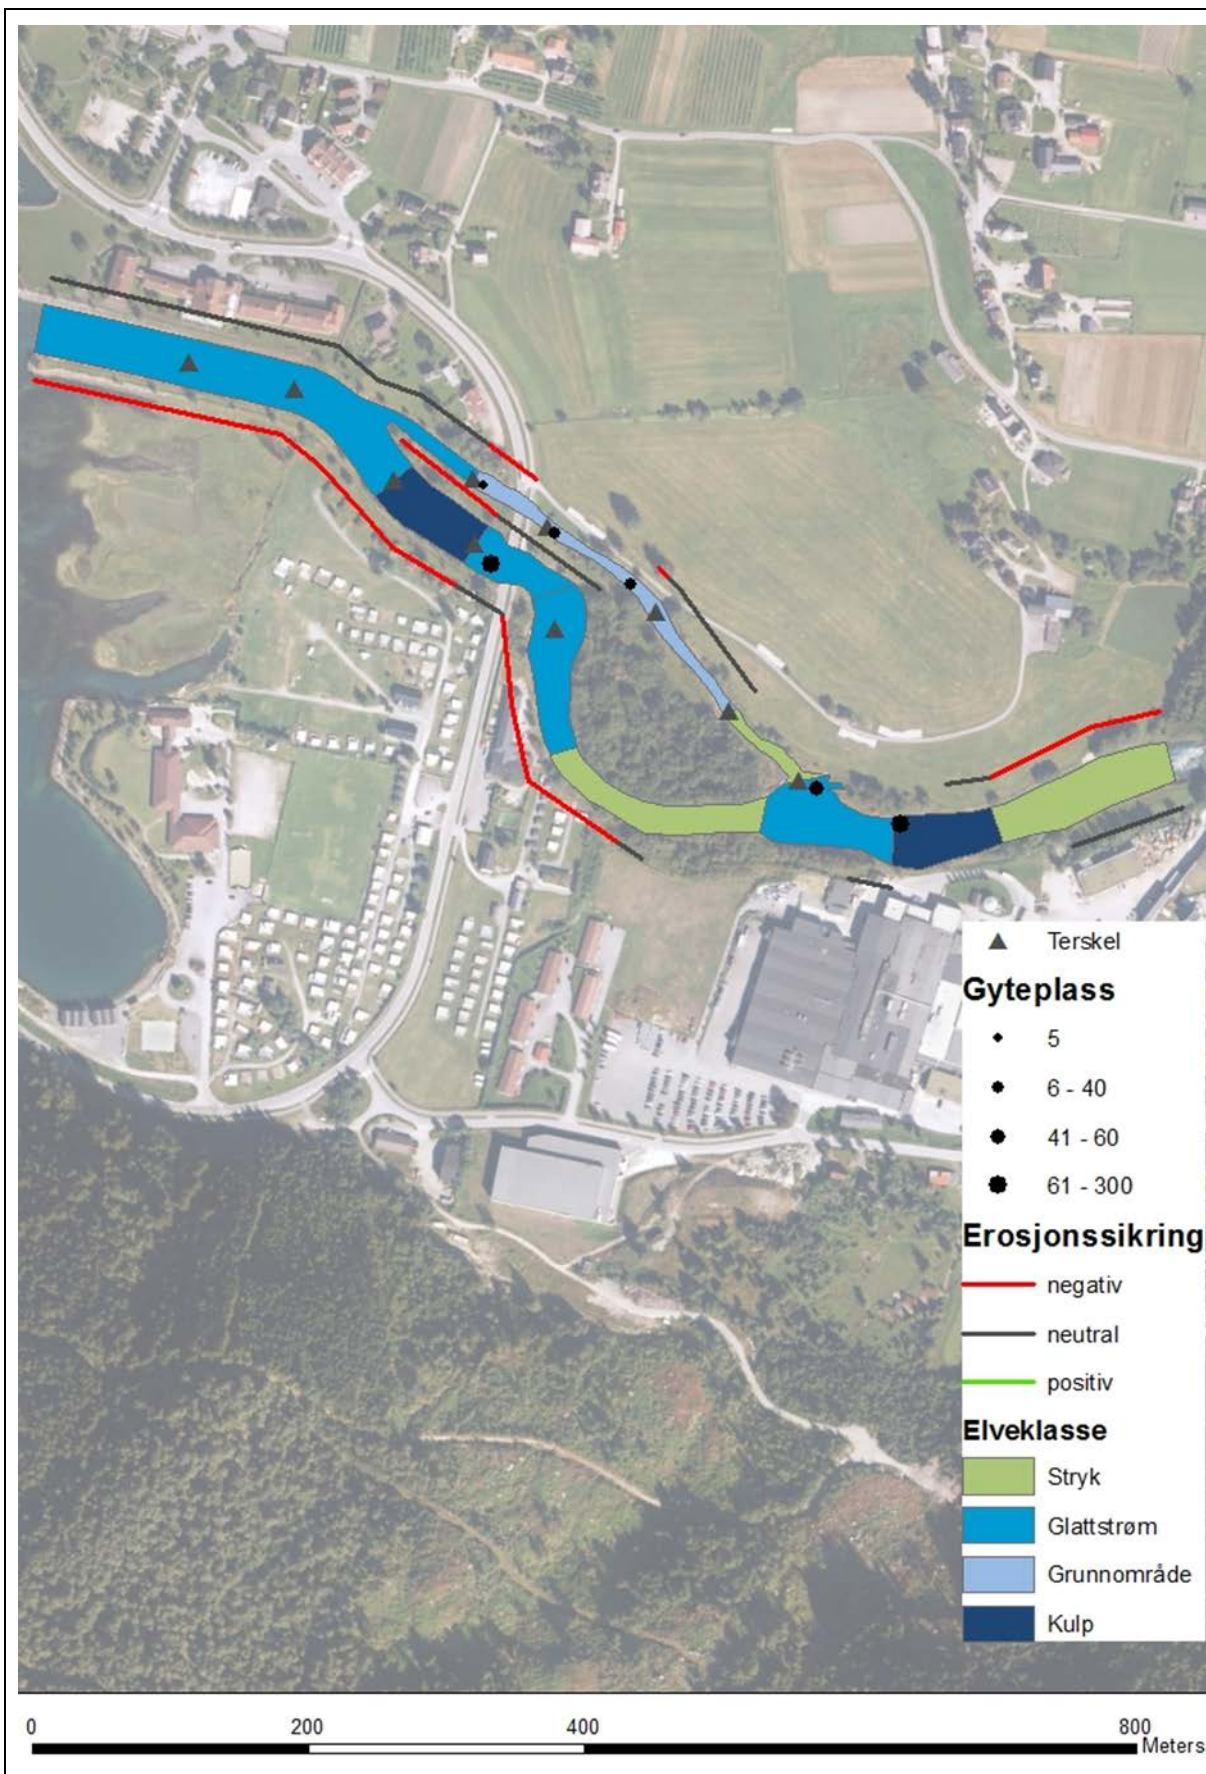 Terskel
Gyteplass
5
6 - 40
41 - 60
61 - 300
Erosjonssikring
negativ
neutral
positiv
Elveklasse
Stryk
Glattstrøm
Grunnområde
Kulp
0 200 400 800
Meters